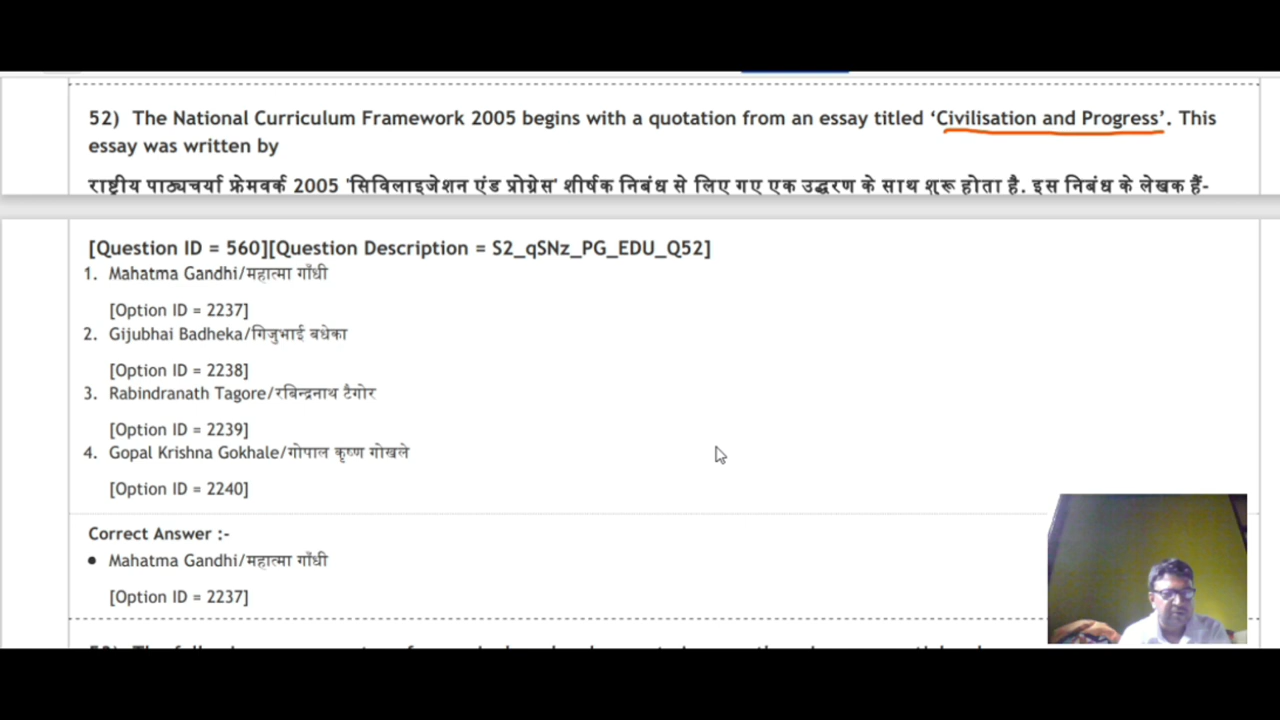 52) The National Curriculum Framework 2005 begins with a quotation from an essay titled ‘Civilisation and Progress’. This
essay was written by
राष्ट्रीय पाठ्यचर्या फ्रेमवर्क 2005 'सिविलाइजेशन एंड प्रोग्रेस' शीर्षक निबंध से लिए गए एक उद्धरण के साथ शुरू होता है. इस निबंध के लेखक हैं-
[Question ID = 560][Question Description = S2_qSNz_PG_EDU_Q52]
1. Mahatma Gandhi/महात्मा गाँधी
[Option ID = 2237]
2. Gijubhai Badheka/गिजुभाई बधेका
[Option ID = 2238]
3. Rabindranath Tagore/रबिन्द्रनाथ टैगोर
[Option ID = 2239]
4. Gopal Krishna Gokhale/गोपाल कृष्ण गोखले
[Option ID = 2240]
Correct Answer :-
• Mahatma Gandhi/महात्मा गाँधी
[Option ID = 2237]